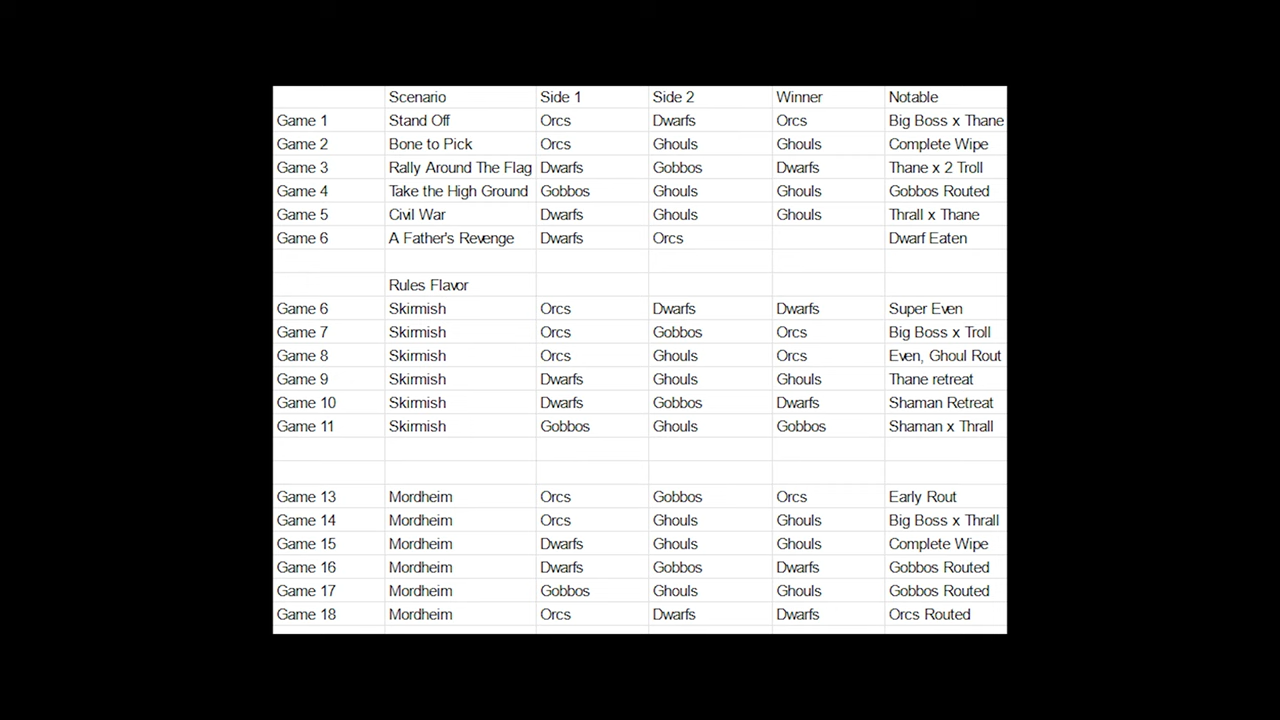 Scenario Side 1 Side 2 Winner Notable
Game 1 Stand Off Orcs Dwarfs Orcs Big Boss x Thane
Game 2 Bone to Pick Orcs Ghouls Ghouls Complete Wipe
Game 3 Rally Around The Flag Dwarfs Gobbos Dwarfs Thane x 2 Troll
Game 4 Take the High Ground Gobbos Ghouls Ghouls Gobbos Routed
Game 5 Civil War Dwarfs Ghouls Ghouls Thrall x Thane
Game 6 A Father's Revenge Dwarfs Orcs Dwarf Eaten
Rules Flavor
Game 6 Skirmish Orcs Dwarfs Dwarfs Super Even
Game 7 Skirmish Orcs Gobbos Orcs Big Boss x Troll
Game 8 Skirmish Orcs Ghouls Orcs Even, Ghoul Rout
Game 9 Skirmish Dwarfs Ghouls Ghouls Thane retreat
Game 10 Skirmish Dwarfs Gobbos Dwarfs Shaman Retreat
Game 11 Skirmish Gobbos Ghouls Gobbos Shaman x Thrall
Game 13 Mordheim Orcs Gobbos Orcs Early Rout
Game 14 Mordheim Orcs Ghouls Ghouls Big Boss x Thrall
Game 15 Mordheim Dwarfs Ghouls Ghouls Complete Wipe
Game 16 Mordheim Dwarfs Gobbos Dwarfs Gobbos Routed
Game 17 Mordheim Gobbos Ghouls Ghouls Gobbos Routed
Game 18 Mordheim Orcs Dwarfs Dwarfs Orcs Routed